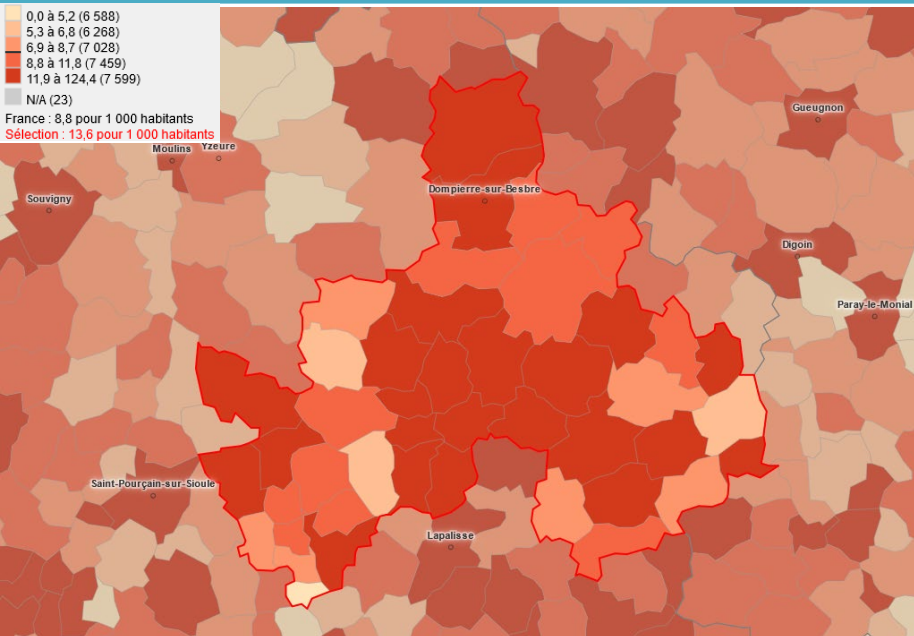 0,0 à 5,2 (6 588)
5,3 à 6,8 (6 268)
6,9 à 8,7 (7 028)
8,8 à 11,8 (7 459)
11,9 à 124,4 (7 599)
N/A (23)
France : 8,8 pour 1 000 habitants
Sélection : 13,6 pour 1 000 habitants
Gueugnon
Moulins
Yzeure
Dompierre-sur-Besbre
Souvigny
Digoin
Paray-le-Monial
Saint-Pourçain-sur-Sioule
Lapalisse